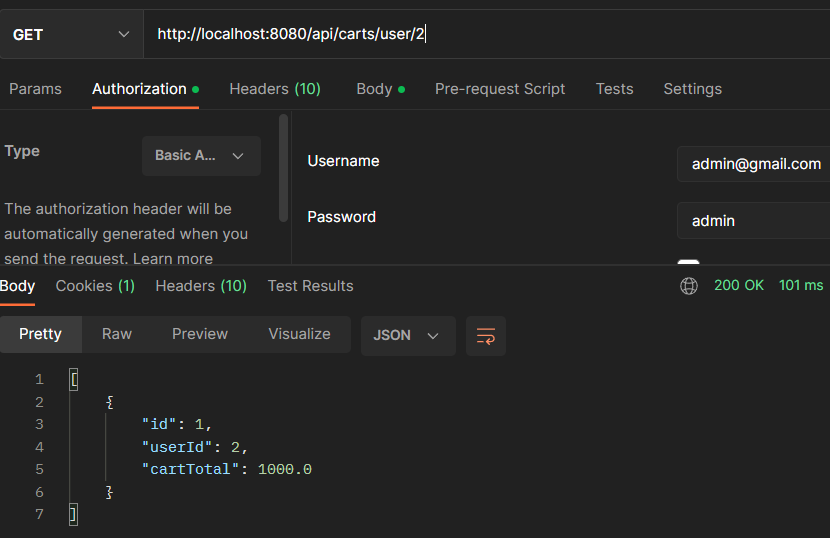 GET http://localhost:8080/api/carts/user/2
Params Authorization Headers (10) Body Pre-request Script Tests Settings
Type Basic A...
The authorization header will be
automatically generated when you
send the request. Learn more
Username admin@gmail.com
Password admin
Body Cookies (1) Headers (10) Test Results 200 OK 101 ms
Pretty Raw Preview Visualize JSON
1 [
2 {
3 "id": 1,
4 "userId": 2,
5 "cartTotal": 1000.0
6 }
7 ]